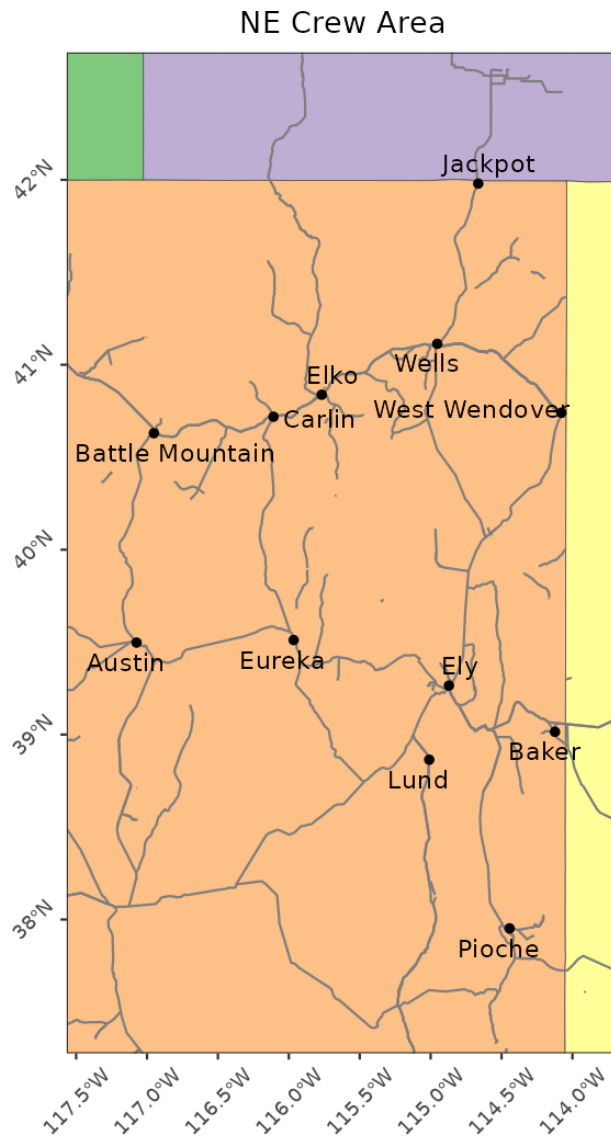 NE Crew Area
42°N
Jackpot
41°N
Wells
Elko
West Wendover
Carlin
Battle Mountain
40°N
Austin
Eureka
Ely
39°N
Baker
Lund
38°N
Pioche
117.5°W
117.0°W
116.5°W
116.0°W
115.5°W
115.0°W
114.5°W
114.0°W